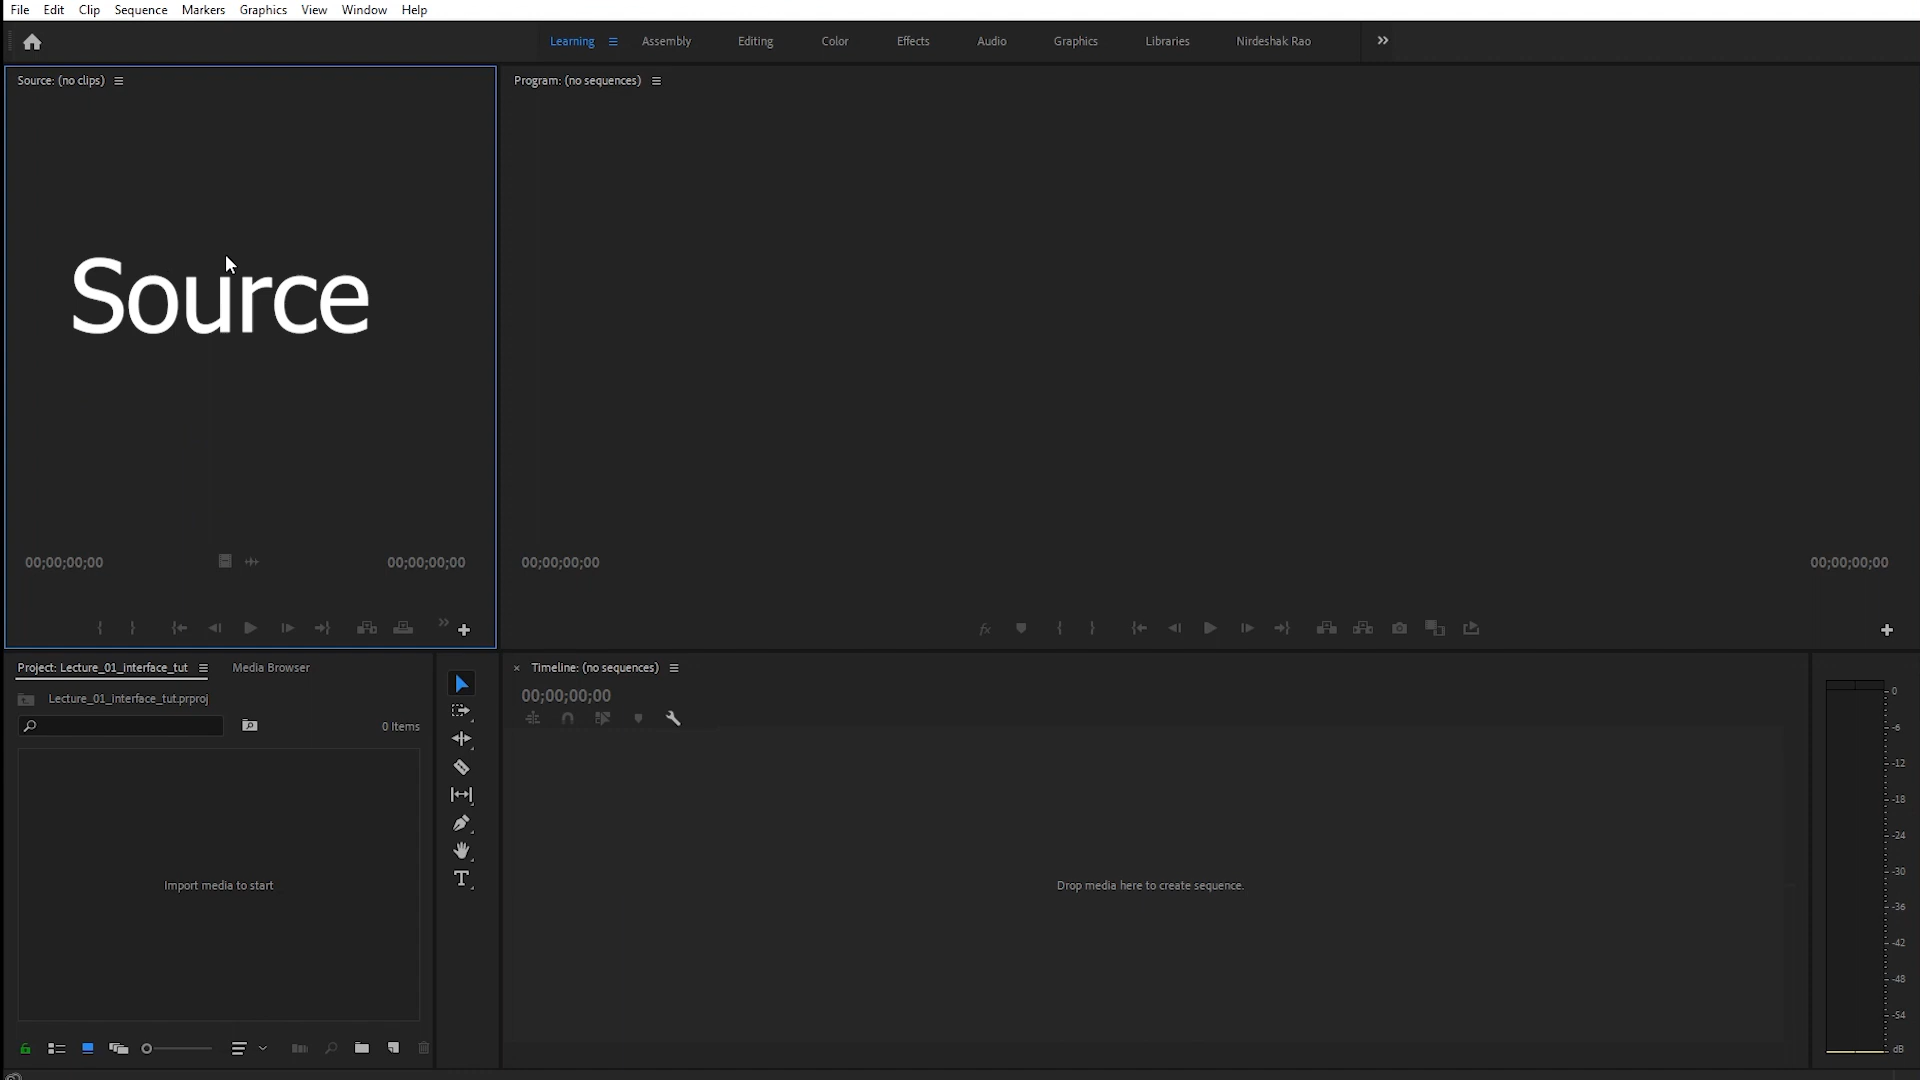 File Edit Clip Sequence Markers Graphics View Window Help
Learning Assembly Editing Color Effects Audio Graphics Libraries Nirdeshak Rao
Source: (no clips)
Program: (no sequences)
Source
00;00;00;00
00;00;00;00
00;00;00;00
00;00;00;00
fx
Project: Lecture_01_interface_tut
Media Browser
Lecture_01_interface_tut.prproj
0 Items
Import media to start
T
Timeline: (no sequences)
00;00;00;00
Drop media here to create sequence.
0
-6
-12
-18
-24
-30
-36
-42
-48
-54
dB